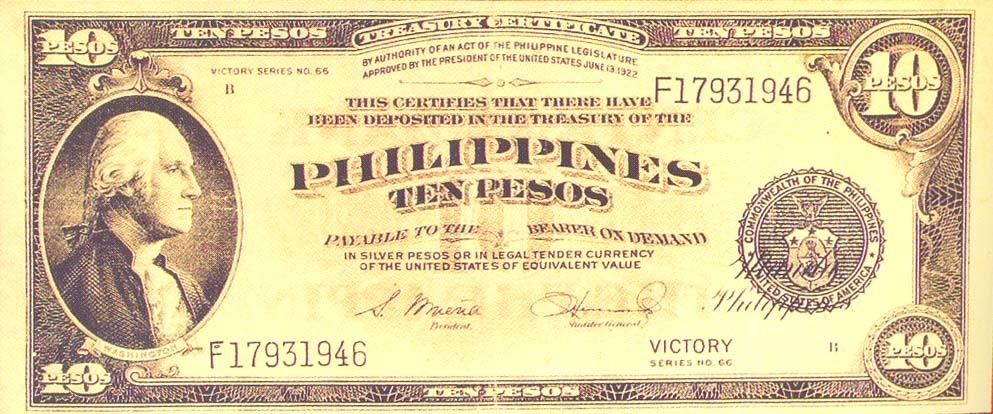 10 PESOS
TEN PESOS
TREASURY CERTIFICATE
TEN PESOS
10 PESOS
BY AUTHORITY OF AN ACT OF THE PHILIPPINE LEGISLATURE
APPROVED BY THE PRESIDENT OF THE UNITED STATES JUNE 13, 1922
VICTORY SERIES NO. 66
B
F17931946
THIS CERTIFIES THAT THERE HAVE
BEEN DEPOSITED IN THE TREASURY OF THE
PHILIPPINES
TEN PESOS
PAYABLE TO THE BEARER ON DEMAND
IN SILVER PESOS OR IN LEGAL TENDER CURRENCY
OF THE UNITED STATES OF EQUIVALENT VALUE
COMMONWEALTH OF THE PHILIPPINES
UNITED STATES OF AMERICA
S. Osmeña
President.
Auditor General
WASHINGTON
F17931946
VICTORY
SERIES NO. 66
B
10 PESOS
10 PESOS
TEN PESOS